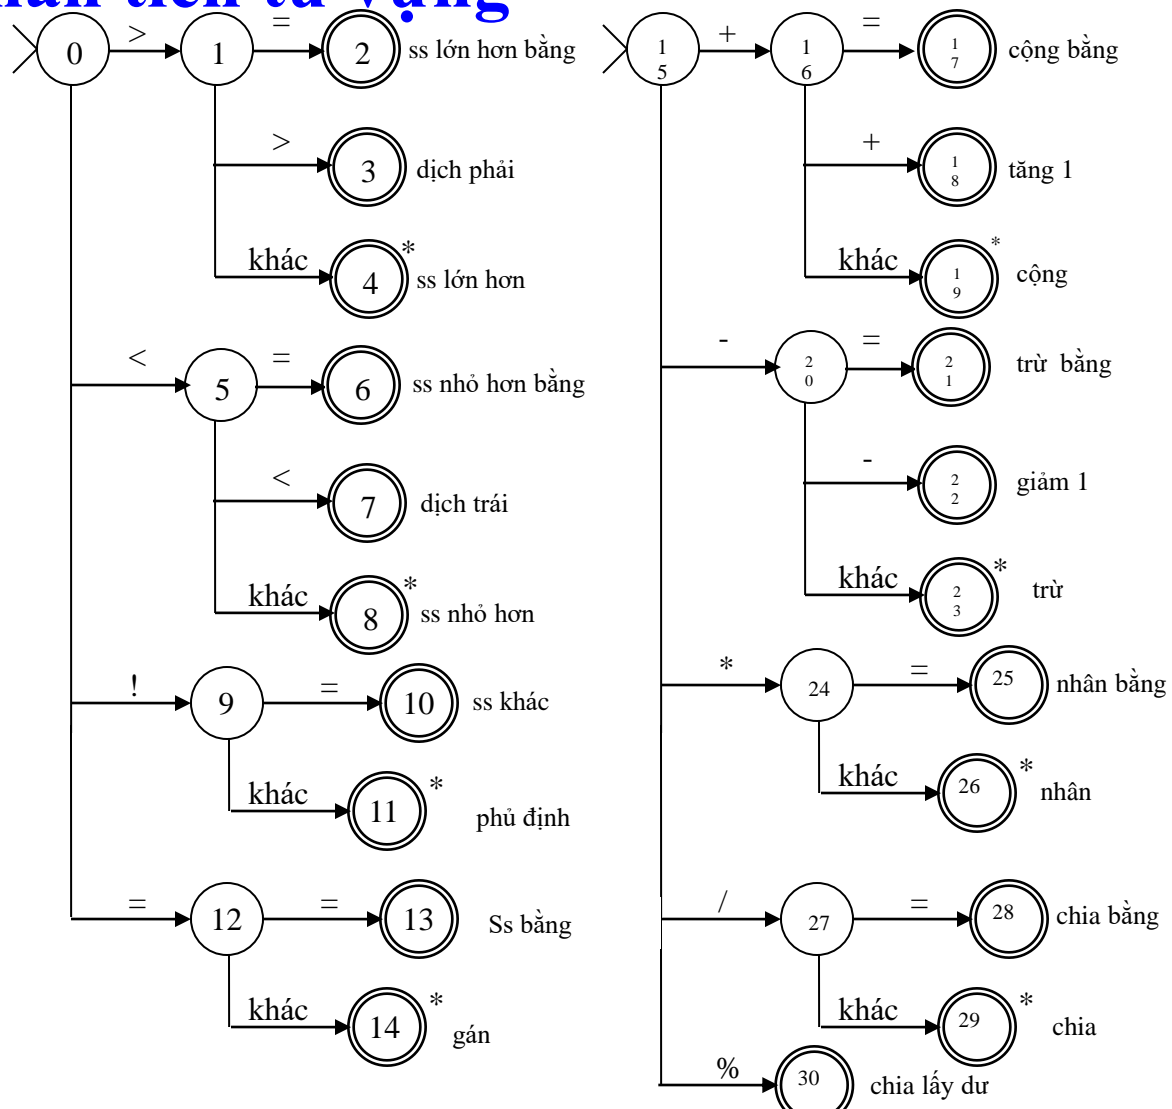 vựng
0 > 1 = 2 ss lớn hơn bằng
> 3 dịch phải
khác 4 * ss lớn hơn
< 5 = 6 ss nhỏ hơn bằng
< 7 dịch trái
khác 8 * ss nhỏ hơn
! 9 = 10 ss khác
khác 11 * phủ định
= 12 = 13 Ss bằng
khác 14 * gán
15 + 16 = 17 cộng bằng
+ 18 tăng 1
khác 19 * cộng
- 20 = 21 trừ bằng
- 22 giảm 1
khác 23 * trừ
* 24 = 25 nhân bằng
khác 26 * nhân
/ 27 = 28 chia bằng
khác 29 * chia
% 30 chia lấy dư